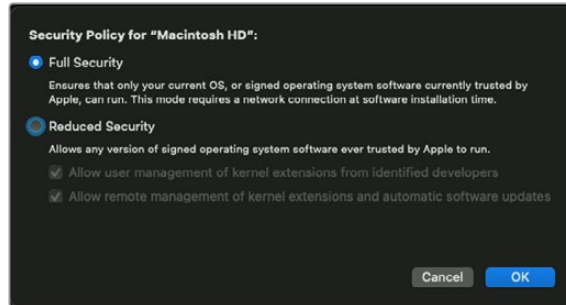 Security Policy for “Macintosh HD”:
Full Security
Ensures that only your current OS, or signed operating system software currently trusted by
Apple, can run. This mode requires a network connection at software installation time.
Reduced Security
Allows any version of signed operating system software ever trusted by Apple to run.
Allow user management of kernel extensions from identified developers
Allow remote management of kernel extensions and automatic software updates
Cancel
OK